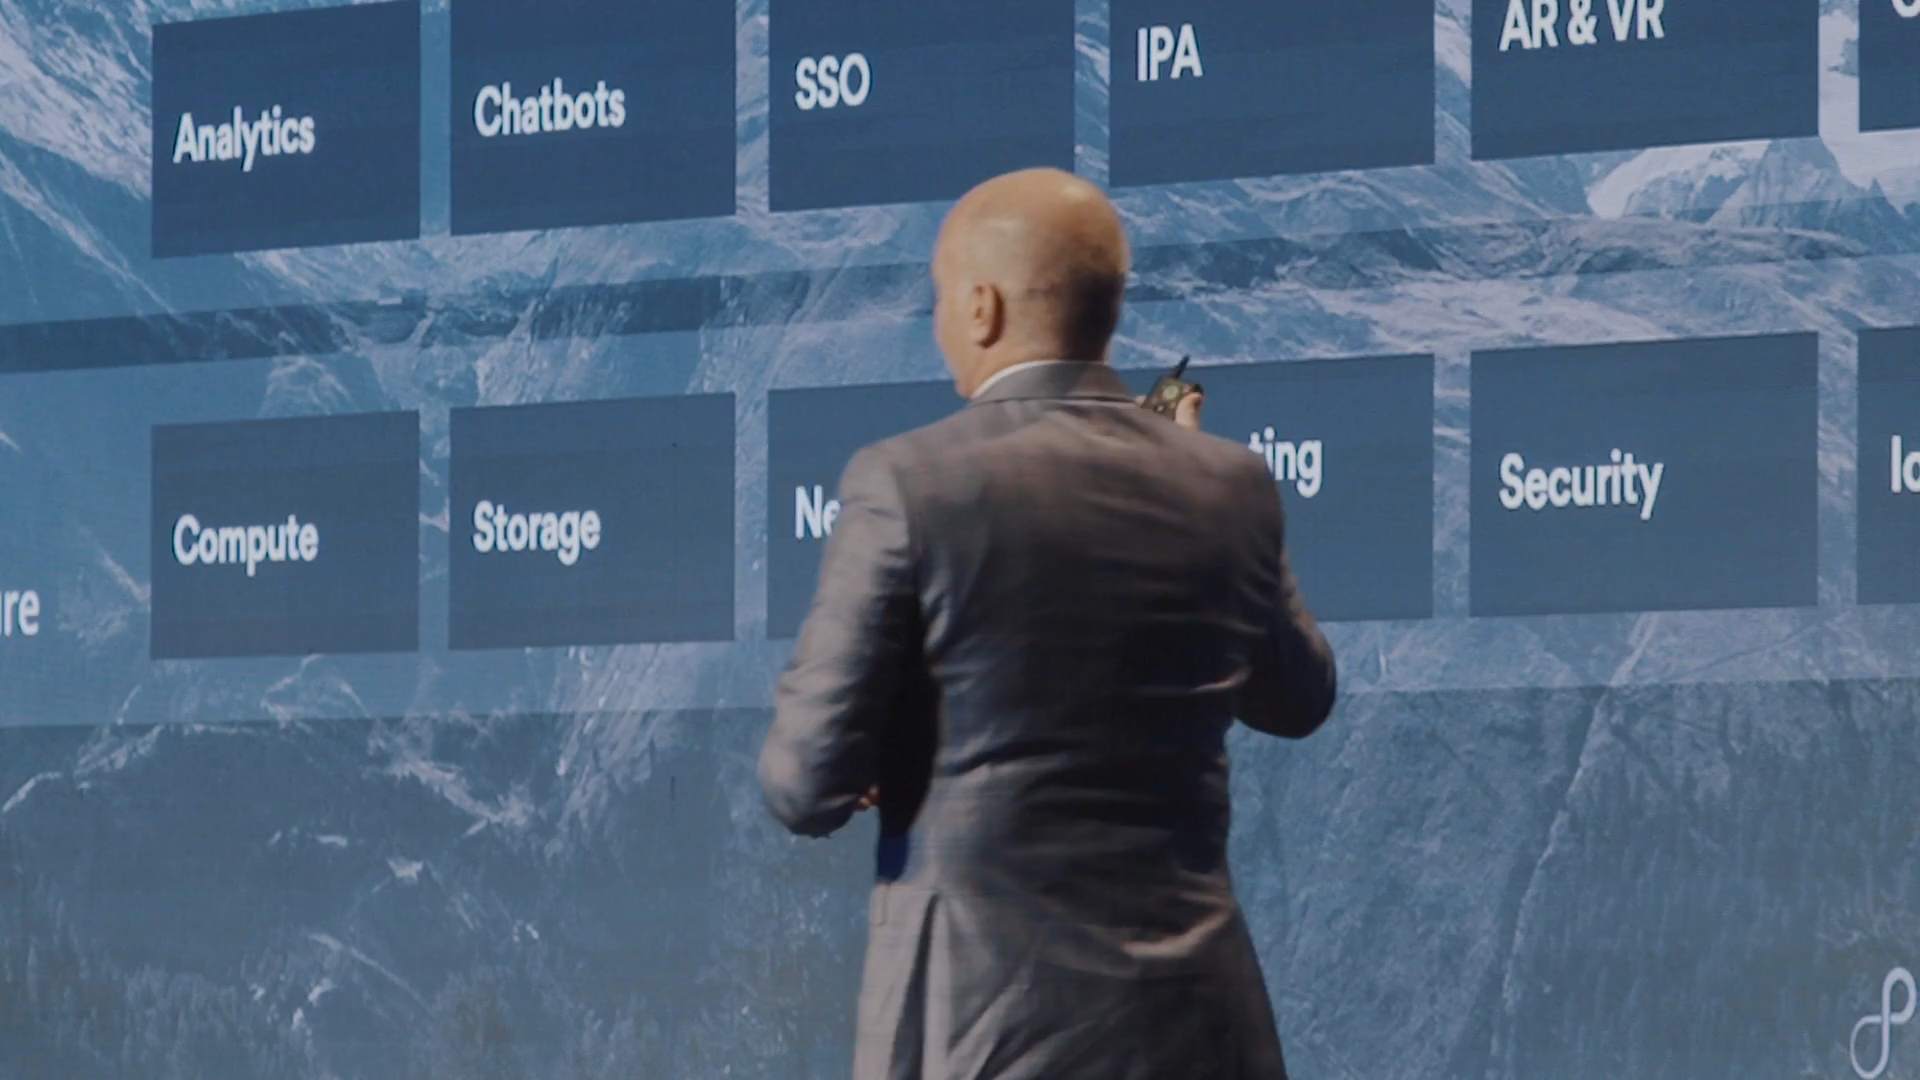 Analytics
Chatbots
SSO
IPA
AR & VR
Compute
Storage
Security